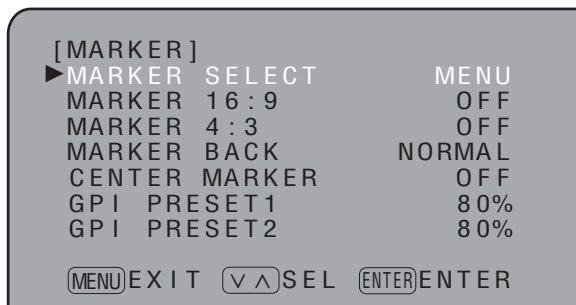 [MARKER]
▶MARKER SELECT MENU
MARKER 16:9 OFF
MARKER 4:3 OFF
MARKER BACK NORMAL
CENTER MARKER OFF
GPI PRESET1 80%
GPI PRESET2 80%
MENU EXIT ∨∧ SEL ENTER ENTER